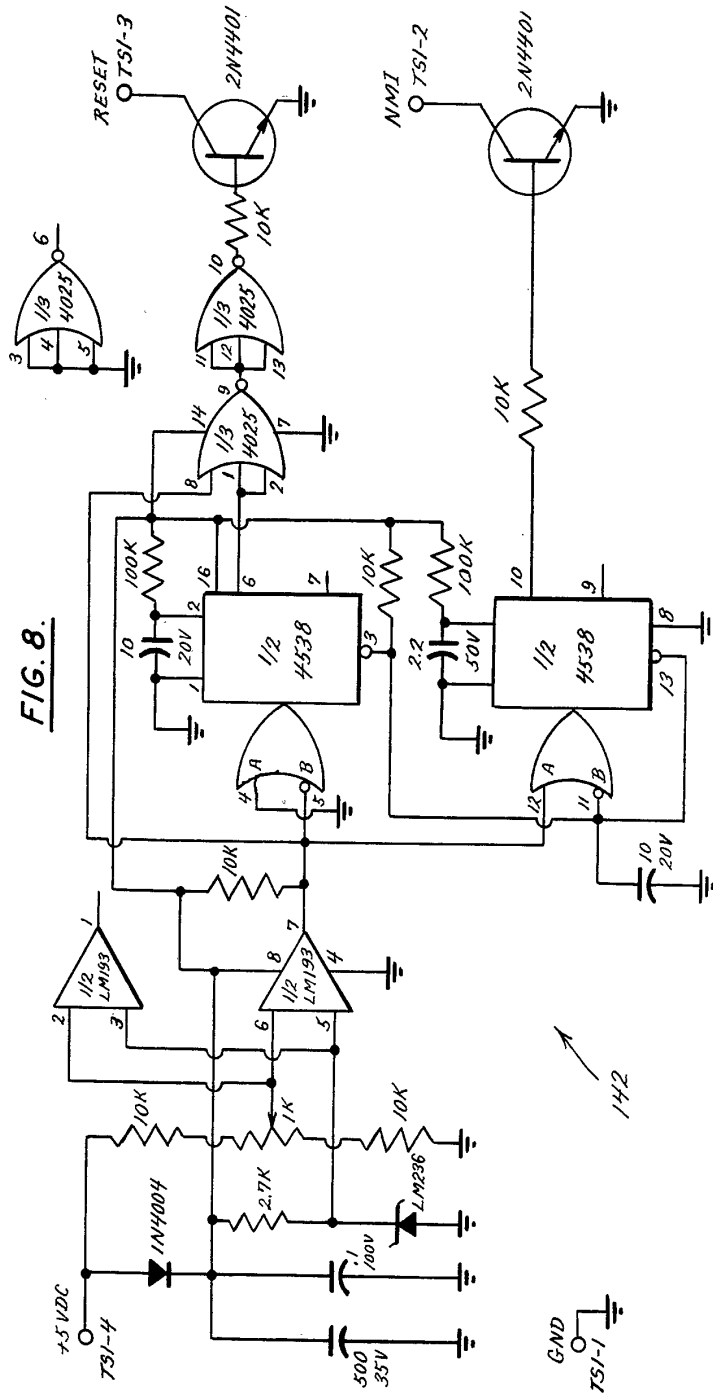 FIG. 8.
+5 VDC
TS1-4
1N4004
500
35V
.1
100V
2.7K
LM236
10K
1K
10K
GND
TS1-1
142
2
3
1/2
LM193
1
6
5
8
1/2
LM193
4
7
10K
4
A
5
B
1
2
10
20V
100K
16
6
7
3
1/2
4538
10K
2.2
50V
100K
12
A
11
B
10
20V
1/2
4538
10
9
8
13
8
1
2
14
1/3
4025
7
9
11
12
13
1/3
4025
10
3
4
5
1/3
4025
6
10K
RESET
TS1-3
2N4401
10K
NMI
TS1-2
2N4401